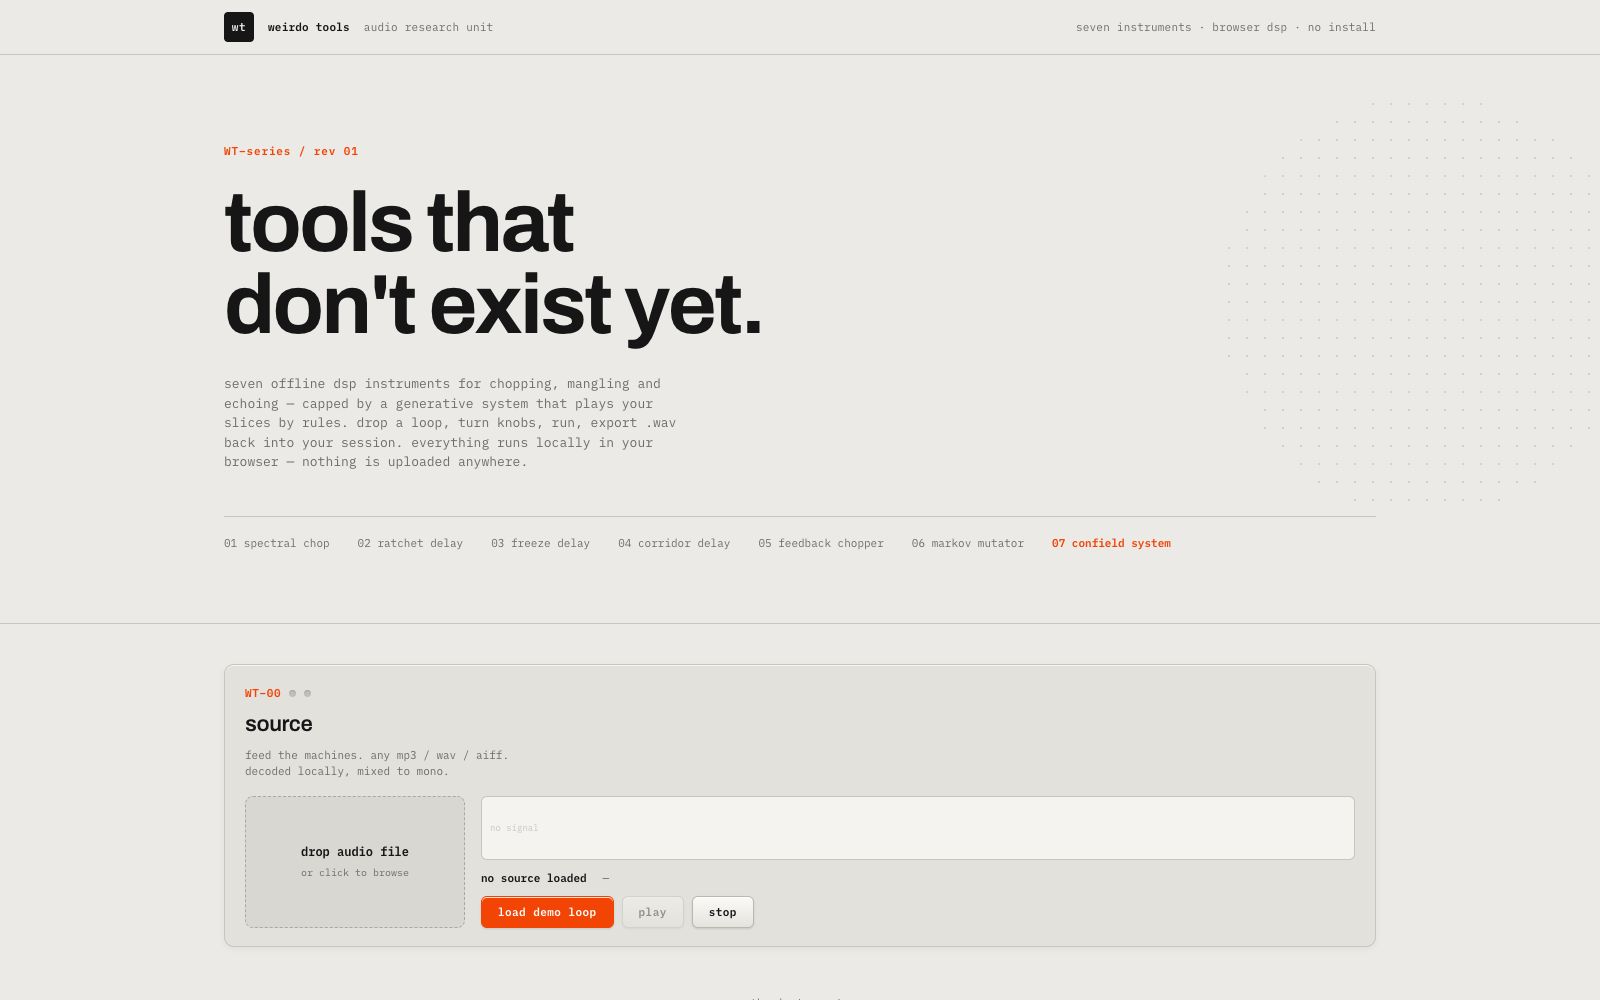 wt weirdo tools audio research unit seven instruments · browser dsp · no install
WT-series / rev 01
tools that
don't exist yet.
seven offline dsp instruments for chopping, mangling and
echoing — capped by a generative system that plays your
slices by rules. drop a loop, turn knobs, run, export .wav
back into your session. everything runs locally in your
browser — nothing is uploaded anywhere.
01 spectral chop 02 ratchet delay 03 freeze delay 04 corridor delay 05 feedback chopper 06 markov mutator 07 confield system
WT-00
source
feed the machines. any mp3 / wav / aiff.
decoded locally, mixed to mono.
drop audio file
or click to browse
no signal
no source loaded —
load demo loop play stop